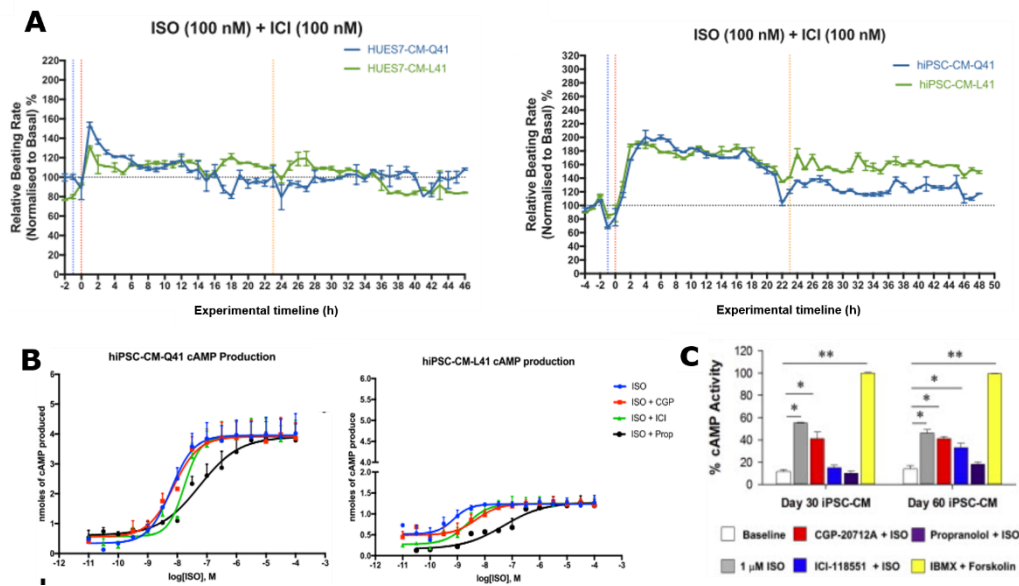 A
ISO (100 nM) + ICI (100 nM)
HUES7-CM-Q41
HUES7-CM-L41
Relative Beating Rate
(Normalised to Basal) %
220
200
180
160
140
120
100
80
60
40
20
0
-2 0 2 4 6 8 10 12 14 16 18 20 22 24 26 28 30 32 34 36 38 40 42 44 46
Experimental timeline (h)
ISO (100 nM) + ICI (100 nM)
hiPSC-CM-Q41
hiPSC-CM-L41
Relative Beating Rate
(Normalised to Basal) %
320
300
280
260
240
220
200
180
160
140
120
100
80
60
40
20
0
-4 -2 0 2 4 6 8 10 12 14 16 18 20 22 24 26 28 30 32 34 36 38 40 42 44 46 48 50
Experimental timeline (h)
B
hiPSC-CM-Q41 cAMP Production
nmoles of cAMP produced
6
5
4
3
2
1
0
-12 -11 -10 -9 -8 -7 -6 -5 -4 -3
log[ISO], M
hiPSC-CM-L41 cAMP production
nmoles of cAMP produce
6.0
5.5
5.0
4.5
4.0
2.0
1.5
1.0
0.5
0.0
-12 -11 -10 -9 -8 -7 -6 -5 -4 -3
log[ISO], M
ISO
ISO + CGP
ISO + ICI
ISO + Prop
C
% cAMP Activity
120
100
80
60
40
20
0
**
*
*
**
*
*
*
Day 30 iPSC-CM
Day 60 iPSC-CM
Baseline
CGP-20712A + ISO
Propranolol + ISO
1 μM ISO
ICI-118551 + ISO
IBMX + Forskolin